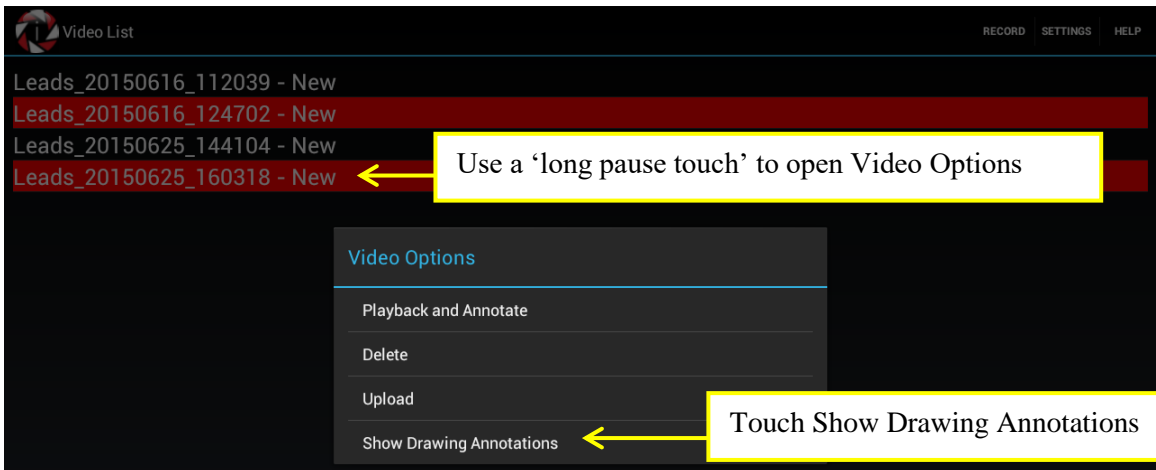 Video List
RECORD SETTINGS HELP
Leads_20150616_112039 - New
Leads_20150616_124702 - New
Leads_20150625_144104 - New
Leads_20150625_160318 - New
Use a ‘long pause touch’ to open Video Options
Video Options
Playback and Annotate
Delete
Upload
Show Drawing Annotations
Touch Show Drawing Annotations